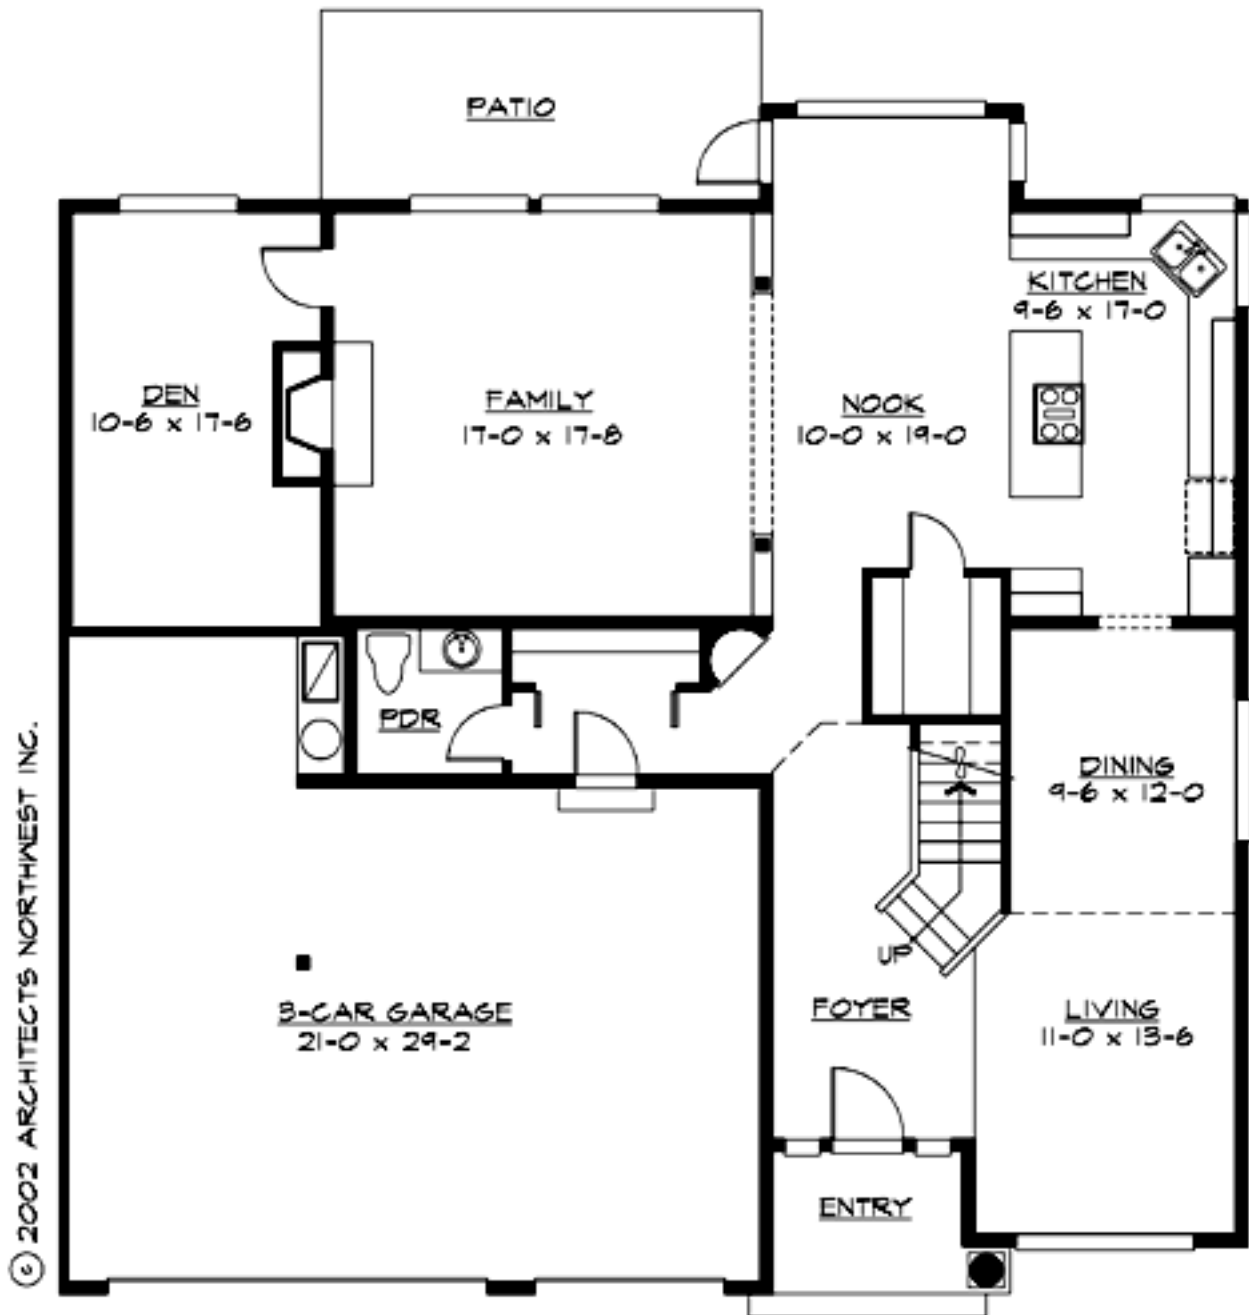 PATIO
KITCHEN
9-6 x 17-0
DEN
10-6 x 17-6
FAMILY
17-0 x 17-8
NOOK
10-0 x 19-0
PDR
DINING
9-6 x 12-0
UP
3-CAR GARAGE
21-0 x 29-2
FOYER
LIVING
11-0 x 13-6
ENTRY
© 2002 ARCHITECTS NORTHWEST INC.